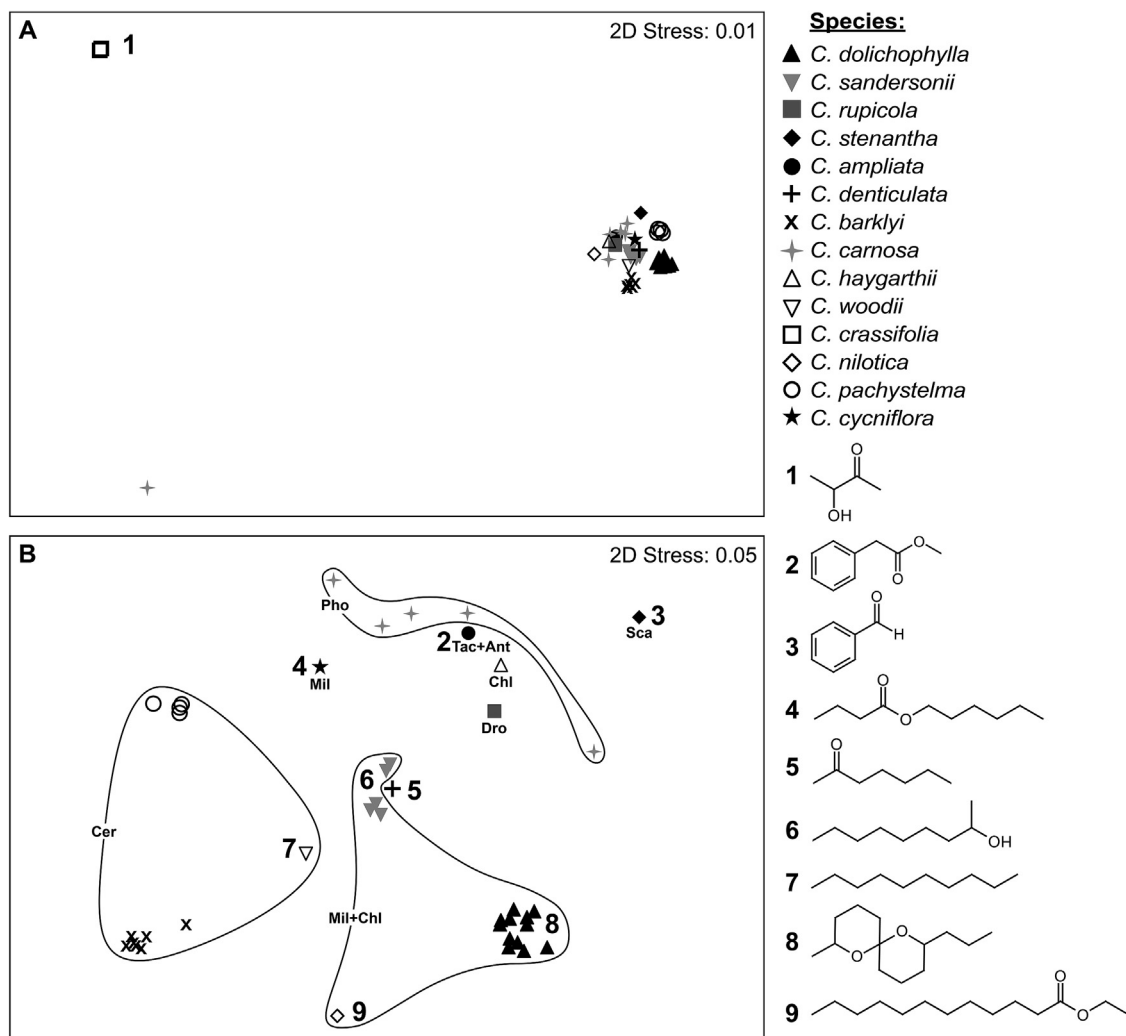 A
1
2D Stress: 0.01
Species:
C. dolichophylla
C. sandersonii
C. rupicola
C. stenantha
C. ampliata
C. denticulata
C. barklyi
C. carnosa
C. haygarthii
C. woodii
C. crassifolia
C. nilotica
C. pachystelma
C. cycniflora
B
2D Stress: 0.05
Pho
3
Sca
2
Tac+Ant
4
Mil
Chl
Dro
6
5
Cer
7
Mil+Chl
8
9
1
O
OH
2
O
O
3
O
H
4
O
O
5
O
6
OH
7
8
O
O
9
O
O